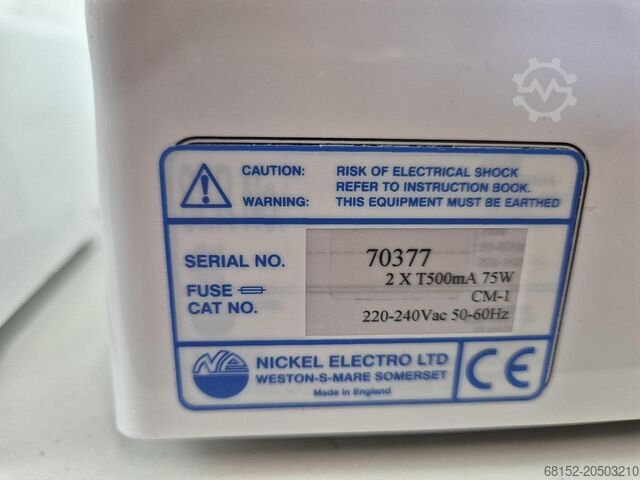 CAUTION: RISK OF ELECTRICAL SHOCK
REFER TO INSTRUCTION BOOK.
WARNING: THIS EQUIPMENT MUST BE EARTHED
SERIAL NO. 70377
FUSE 2 X T500mA 75W
CAT NO. CM-1
220-240Vac 50-60Hz
NE NICKEL ELECTRO LTD
WESTON-S-MARE SOMERSET
Made in England
CE
68152-20503210